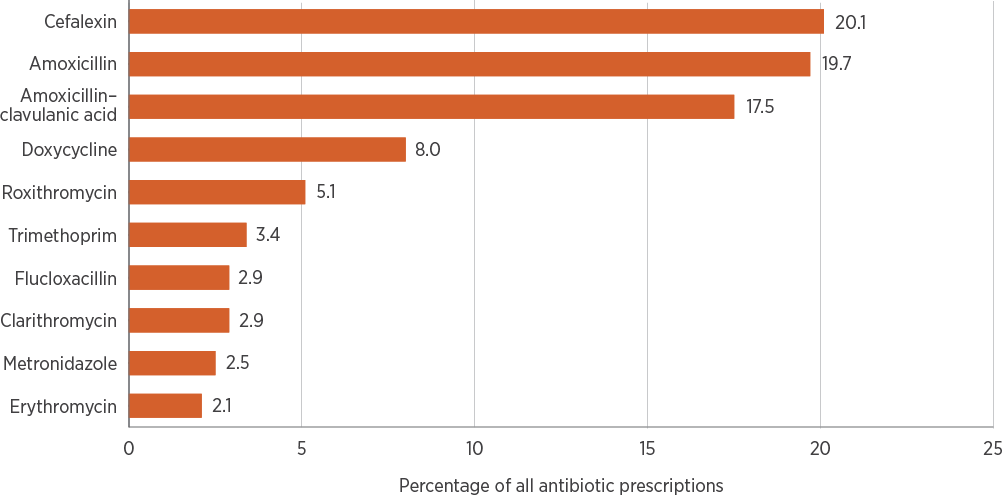 Cefalexin 20.1
Amoxicillin 19.7
Amoxicillin–
clavulanic acid 17.5
Doxycycline 8.0
Roxithromycin 5.1
Trimethoprim 3.4
Flucloxacillin 2.9
Clarithromycin 2.9
Metronidazole 2.5
Erythromycin 2.1
0 5 10 15 20 25
Percentage of all antibiotic prescriptions